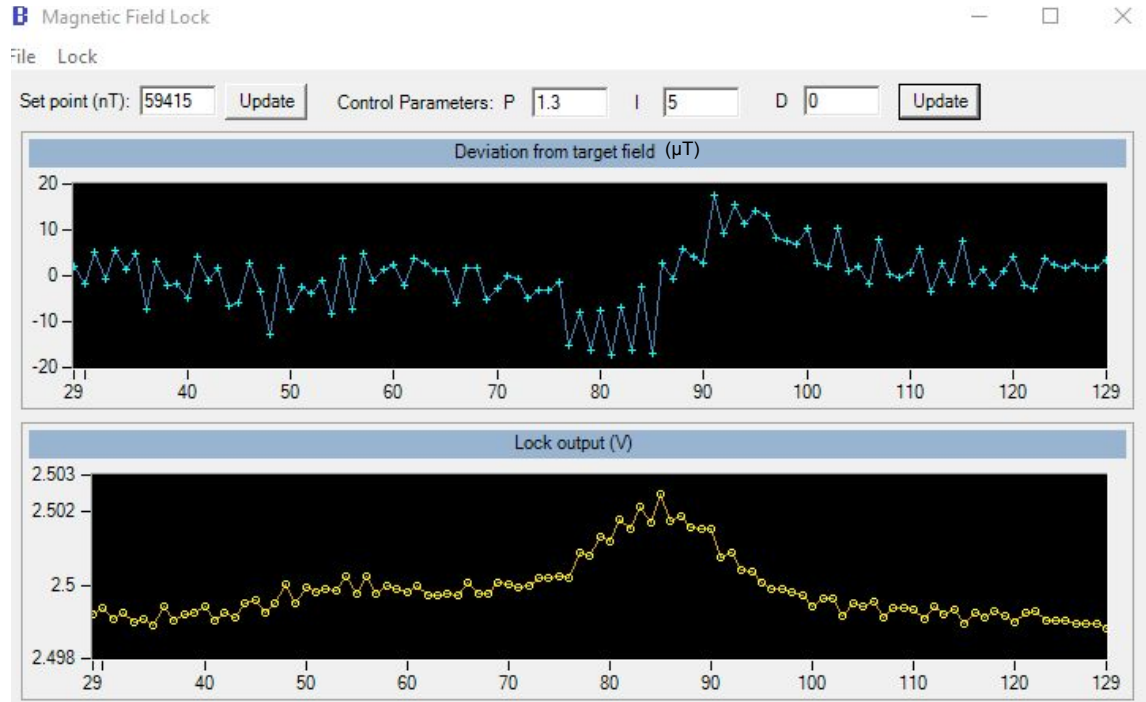 Magnetic Field Lock
File Lock
Set point (nT): 59415 Update Control Parameters: P 1.3 I 5 D 0 Update
Deviation from target field (μT)
20
10
0
-10
-20
29 40 50 60 70 80 90 100 110 120 129
Lock output (V)
2.503
2.502
2.5
2.498
29 40 50 60 70 80 90 100 110 120 129